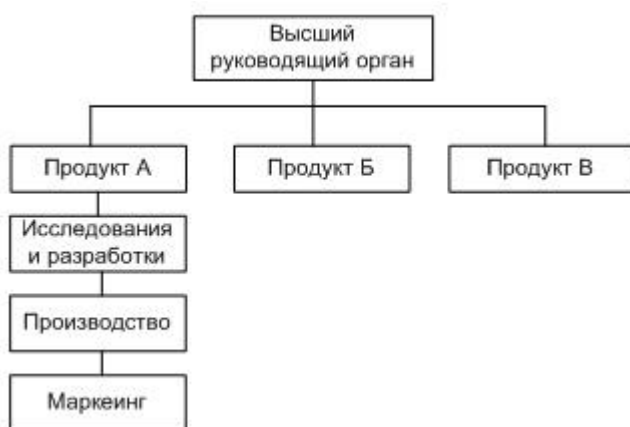 Высший
руководящий орган
Продукт А
Продукт Б
Продукт В
Исследования
и разработки
Производство
Маркеинг